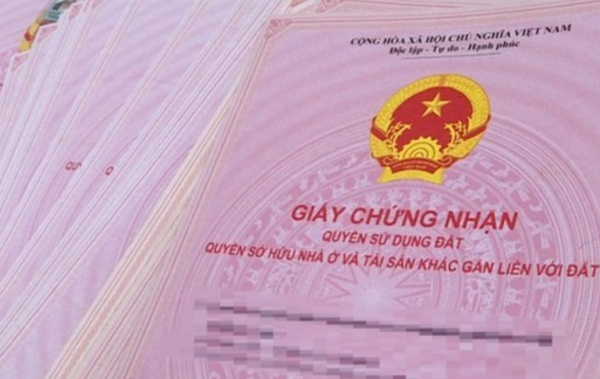 CỘNG HÒA XÃ HỘI CHỦ NGHĨA VIỆT NAM
Độc lập - Tự do - Hạnh phúc
GIẤY CHỨNG NHẬN
QUYỀN SỬ DỤNG ĐẤT
QUYỀN SỞ HỮU NHÀ Ở VÀ TÀI SẢN KHÁC GẮN LIỀN VỚI ĐẤT